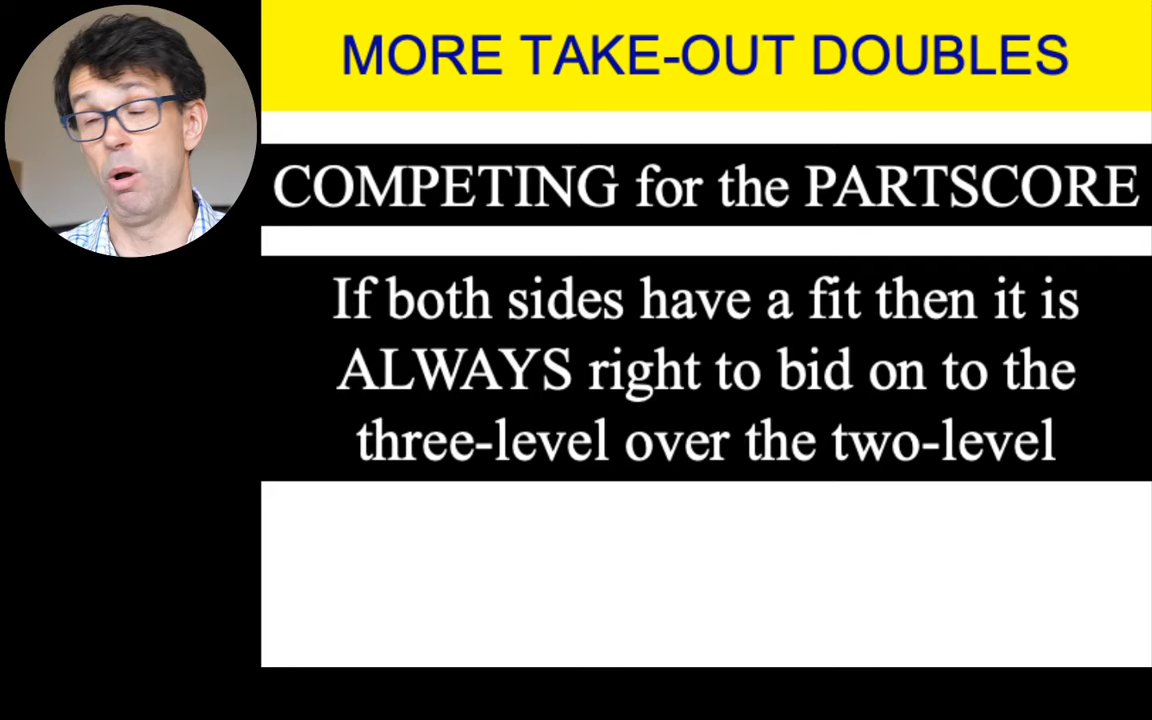 MORE TAKE-OUT DOUBLES
COMPETING for the PARTSCORE
If both sides have a fit then it is
ALWAYS right to bid on to the
three-level over the two-level